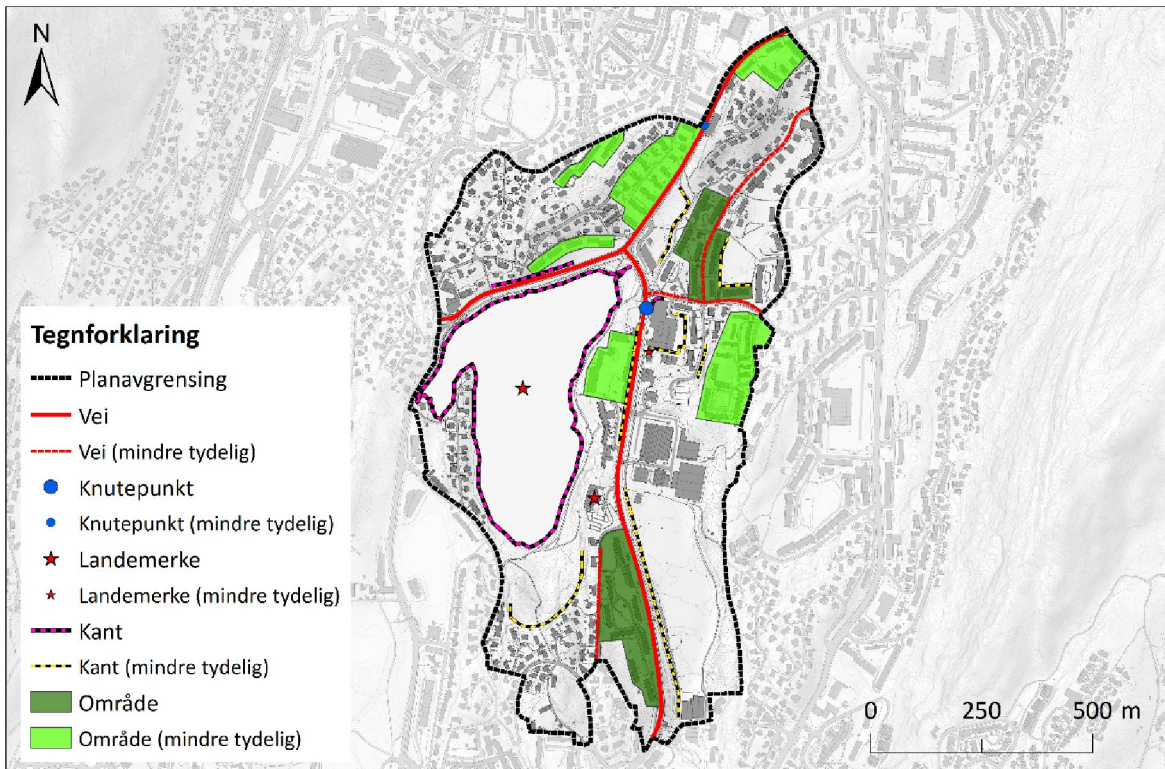 N
Tegnforklaring
Planavgrensing
Vei
Vei (mindre tydelig)
Knutepunkt
Knutepunkt (mindre tydelig)
Landemerke
Landemerke (mindre tydelig)
Kant
Kant (mindre tydelig)
Område
Område (mindre tydelig)
0 250 500 m